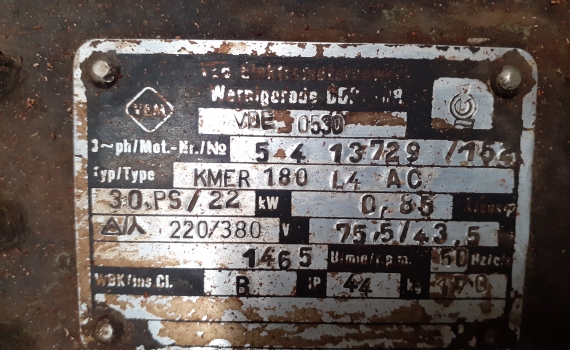 VEM
Wernigerode DDR
VDE 0530
3~ph/Mot.-Nr./No 5-4 13729
Typ/Type KMER 180 L4 AC
30 PS/22 kW 0,85
220/380 V 75,5/43,5
1465 U/min/r.p.m. 50 Hz/c/s
WBK/ins Cl. B IP 44 kg